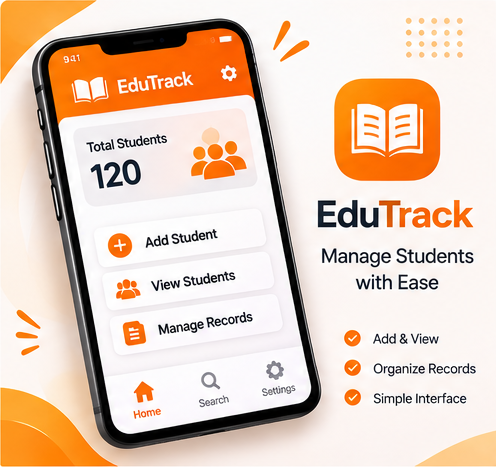 9:41
EduTrack
Total Students
120
Add Student
View Students
Manage Records
Home
Search
Settings
EduTrack
Manage Students
with Ease
Add & View
Organize Records
Simple Interface